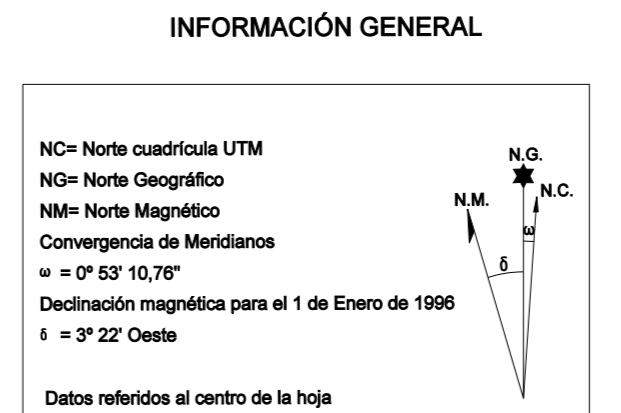 INFORMACIÓN GENERAL
NC= Norte cuadrícula UTM
NG= Norte Geográfico
NM= Norte Magnético
Convergencia de Meridianos
ω = 0º 53' 10,76"
Declinación magnética para el 1 de Enero de 1996
δ = 3º 22' Oeste
Datos referidos al centro de la hoja
N.G.
N.M.
N.C.
ω
δ